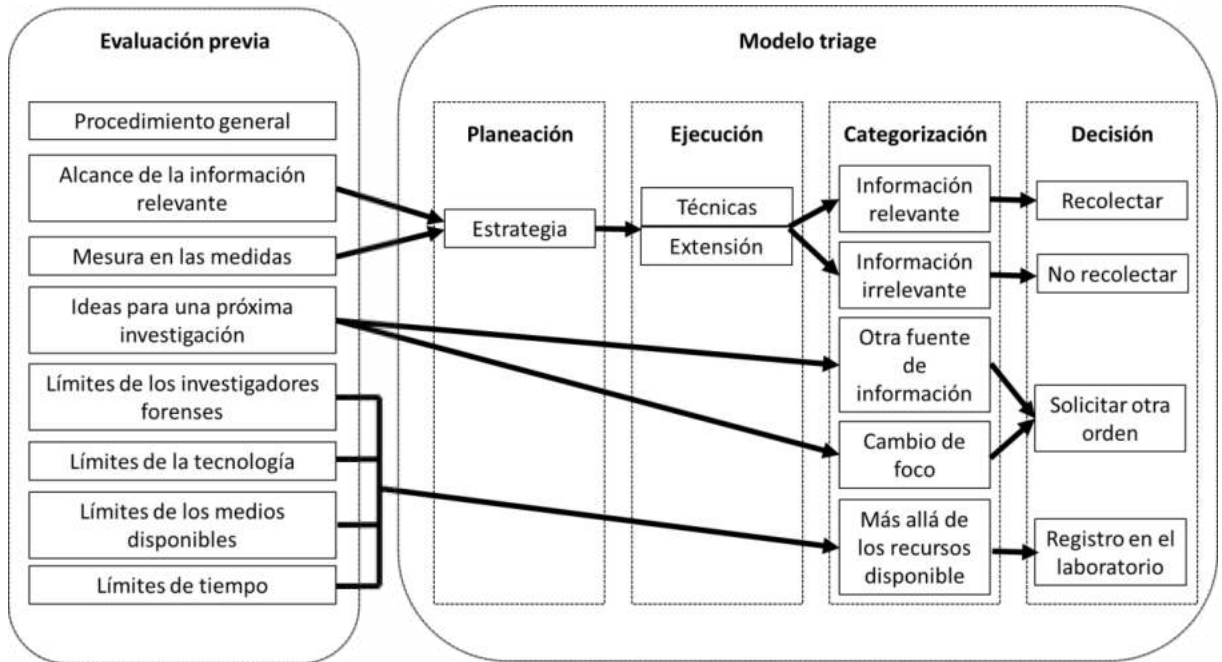 Evaluación previa
Procedimiento general
Alcance de la información
relevante
Mesura en las medidas
Ideas para una próxima
investigación
Límites de los investigadores
forenses
Límites de la tecnología
Límites de los medios
disponibles
Límites de tiempo
Modelo triage
Planeación
Estrategia
Ejecución
Técnicas
Extensión
Categorización
Información
relevante
Información
irrelevante
Otra fuente
de
información
Cambio de
foco
Más allá de
los recursos
disponible
Decisión
Recolectar
No recolectar
Solicitar otra
orden
Registro en el
laboratorio